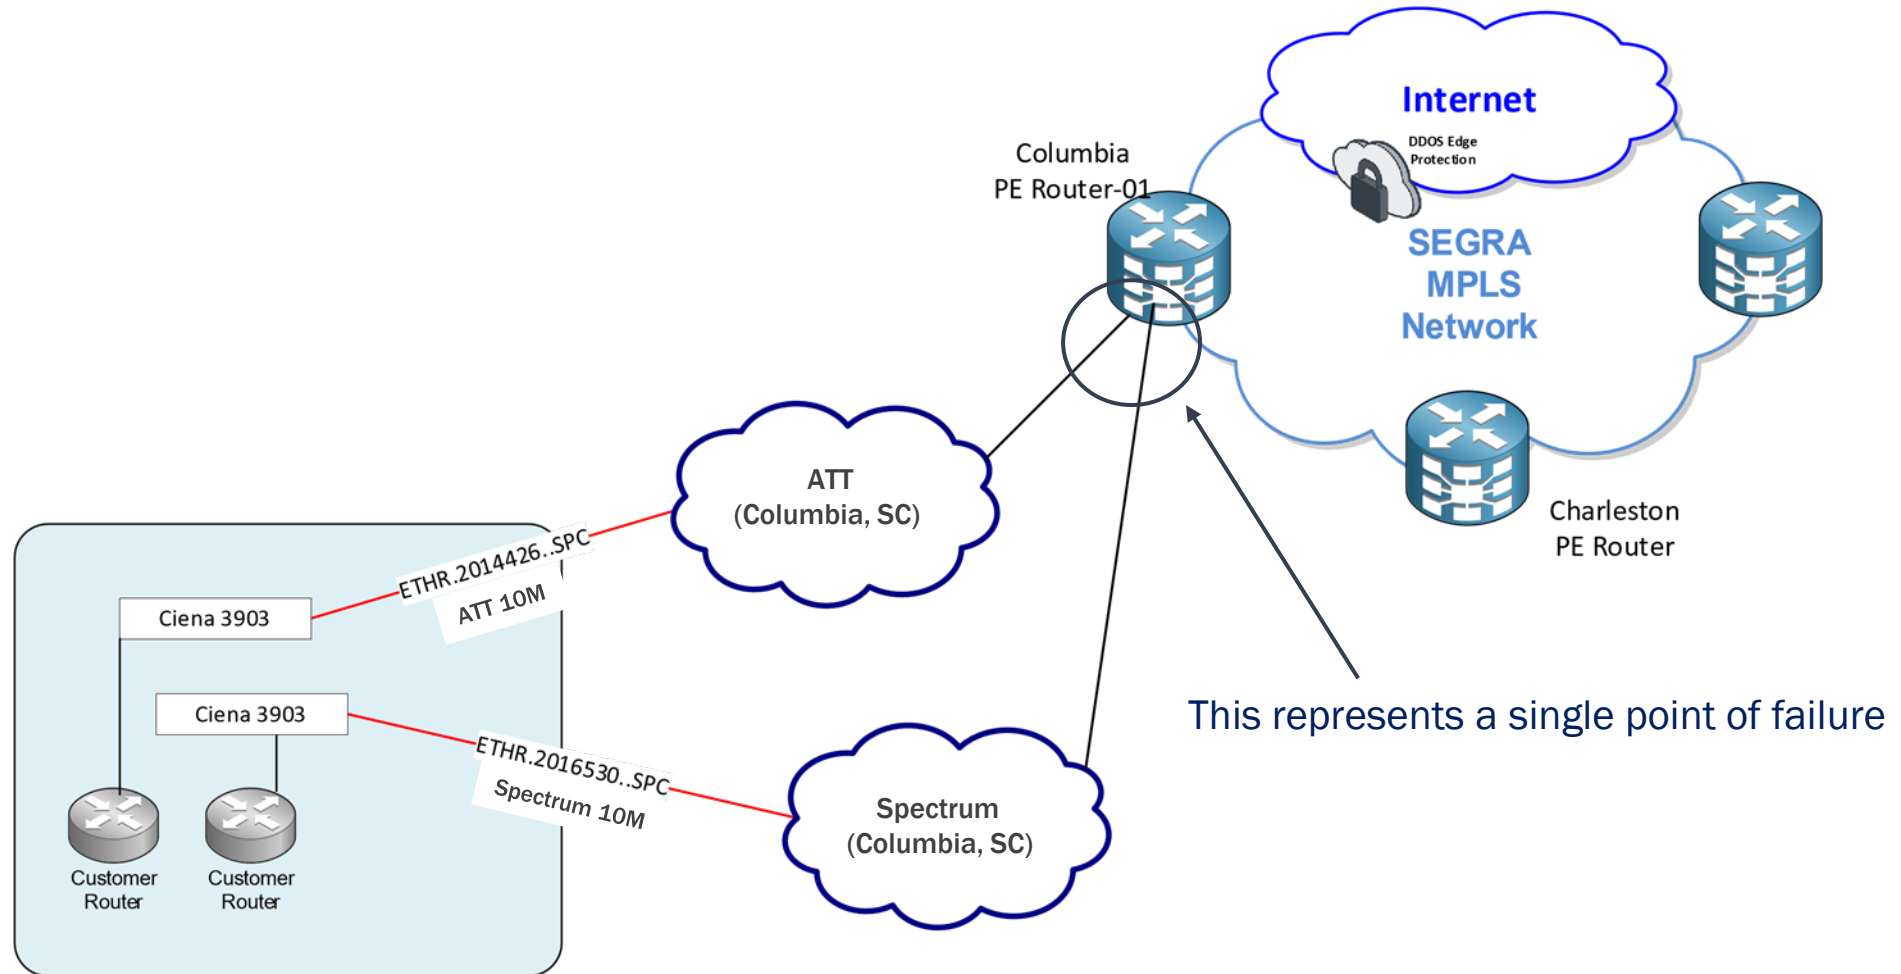 Internet
DDOS Edge
Protection
Columbia
PE Router-01
SEGRA
MPLS
Network
ATT
(Columbia, SC)
Charleston
PE Router
ETHR.2014426..SPC
ATT 10M
Ciena 3903
Ciena 3903
This represents a single point of failure
ETHR.2016530..SPC
Spectrum 10M
Spectrum
(Columbia, SC)
Customer
Router
Customer
Router